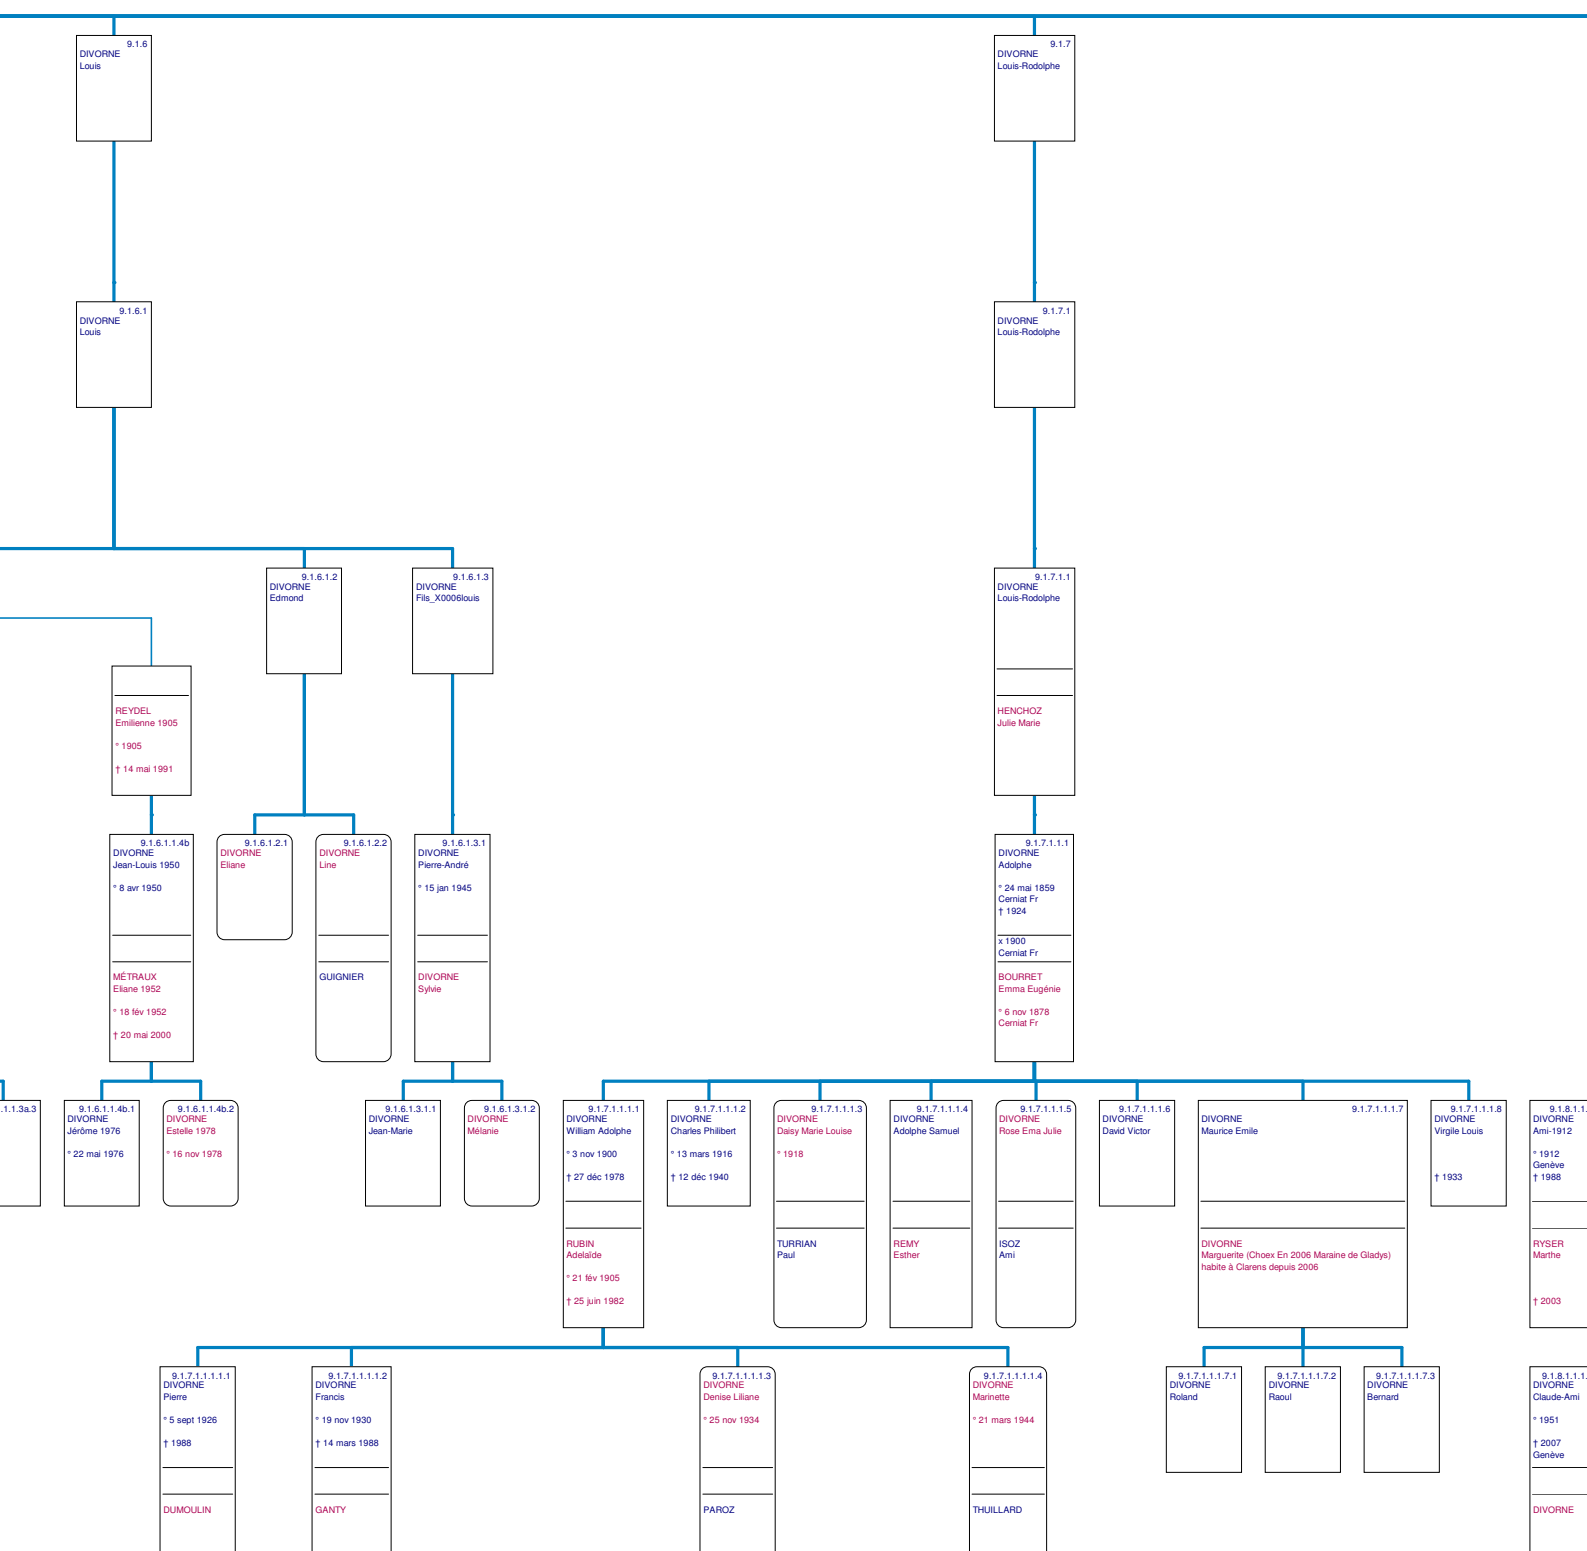 9.1.6
DIVORNE
Louis
9.1.7
DIVORNE
Louis-Rodolphe
9.1.6.1
DIVORNE
Louis
9.1.7.1
DIVORNE
Louis-Rodolphe
9.1.6.1.2
DIVORNE
Edmond
9.1.6.1.3
DIVORNE
Fils_X0006louis
9.1.7.1.1
DIVORNE
Louis-Rodolphe
HENCHOZ
Julie Marie
REYDEL
Emilienne 1905
° 1905
† 14 mai 1991
9.1.6.1.1.4b
DIVORNE
Jean-Louis 1950
° 8 avr 1950
MÉTRAUX
Eliane 1952
° 18 fév 1952
† 20 mai 2000
9.1.6.1.2.1
DIVORNE
Eliane
9.1.6.1.2.2
DIVORNE
Line
GUIGNIER
9.1.6.1.3.1
DIVORNE
Pierre-André
° 15 jan 1945
DIVORNE
Sylvie
9.1.7.1.1.1
DIVORNE
Adolphe
° 24 mai 1859
Cerniat Fr
† 1924
x 1900
Cerniat Fr
BOURRET
Emma Eugénie
° 6 nov 1878
Cerniat Fr
.1.1.3a.3
9.1.6.1.1.4b.1
DIVORNE
Jérôme 1976
° 22 mai 1976
9.1.6.1.1.4b.2
DIVORNE
Estelle 1978
° 16 nov 1978
9.1.6.1.3.1.1
DIVORNE
Jean-Marie
9.1.6.1.3.1.2
DIVORNE
Mélanie
9.1.7.1.1.1.1
DIVORNE
William Adolphe
° 3 nov 1900
† 27 déc 1978
RUBIN
Adelaïde
° 21 fév 1905
† 25 juin 1982
9.1.7.1.1.1.2
DIVORNE
Charles Philibert
° 13 mars 1916
† 12 déc 1940
9.1.7.1.1.1.3
DIVORNE
Daisy Marie Louise
° 1918
TURRIAN
Paul
9.1.7.1.1.1.4
DIVORNE
Adolphe Samuel
REMY
Esther
9.1.7.1.1.1.5
DIVORNE
Rose Ema Julie
ISOZ
Ami
9.1.7.1.1.1.6
DIVORNE
David Victor
9.1.7.1.1.1.7
DIVORNE
Maurice Emile
DIVORNE
Marguerite (Choex En 2006 Maraine de Gladys)
habite à Clarens depuis 2006
9.1.7.1.1.1.8
DIVORNE
Virgile Louis
† 1933
9.1.8.1.1.
DIVORNE
Ami-1912
° 1912
Genève
† 1988
RYSER
Marthe
† 2003
9.1.7.1.1.1.1.1
DIVORNE
Pierre
° 5 sept 1926
† 1988
DUMOULIN
9.1.7.1.1.1.1.2
DIVORNE
Francis
° 19 nov 1930
† 14 mars 1988
GANTY
9.1.7.1.1.1.1.3
DIVORNE
Denise Liliane
° 25 nov 1934
PAROZ
9.1.7.1.1.1.1.4
DIVORNE
Marinette
° 21 mars 1944
THUILLARD
9.1.7.1.1.1.7.1
DIVORNE
Roland
9.1.7.1.1.1.7.2
DIVORNE
Raoul
9.1.7.1.1.1.7.3
DIVORNE
Bernard
9.1.8.1.1.1.
DIVORNE
Claude-Ami
° 1951
† 2007
Genève
DIVORNE